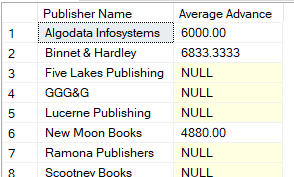 Publisher Name Average Advance
1 Algodata Infosystems 6000.00
2 Binnet & Hardley 6833.3333
3 Five Lakes Publishing NULL
4 GGG&G NULL
5 Lucerne Publishing NULL
6 New Moon Books 4880.00
7 Ramona Publishers NULL
8 Scootney Books NULL